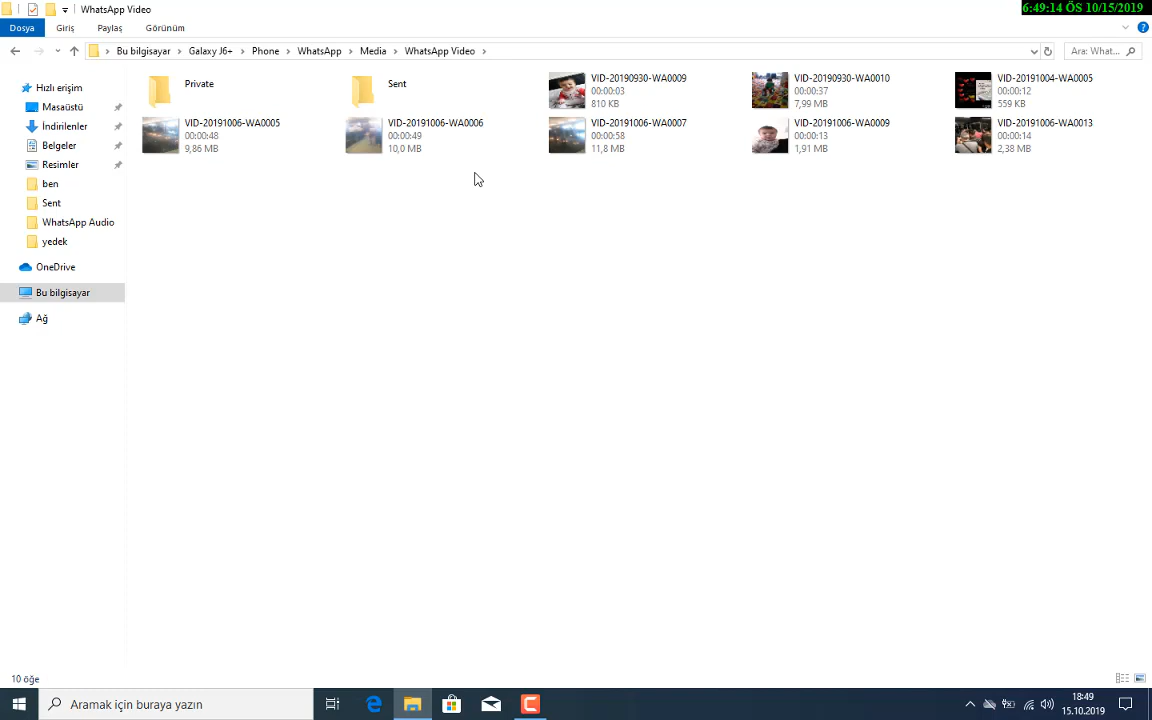 WhatsApp Video
6:49:14 ÖS 10/15/2019
Dosya Giriş Paylaş Görünüm
Bu bilgisayar Galaxy J6+ Phone WhatsApp Media WhatsApp Video
Ara: What...
Hızlı erişim
Masaüstü
İndirilenler
Belgeler
Resimler
ben
Sent
WhatsApp Audio
yedek
OneDrive
Bu bilgisayar
Ağ
Private
Sent
VID-20190930-WA0009
00:00:03
810 KB
VID-20190930-WA0010
00:00:37
7,99 MB
VID-20191004-WA0005
00:00:12
559 KB
VID-20191006-WA0005
00:00:48
9,86 MB
VID-20191006-WA0006
00:00:49
10,0 MB
VID-20191006-WA0007
00:00:58
11,8 MB
VID-20191006-WA0009
00:00:13
1,91 MB
VID-20191006-WA0013
00:00:14
2,38 MB
10 öğe
Aramak için buraya yazın
18:49
15.10.2019